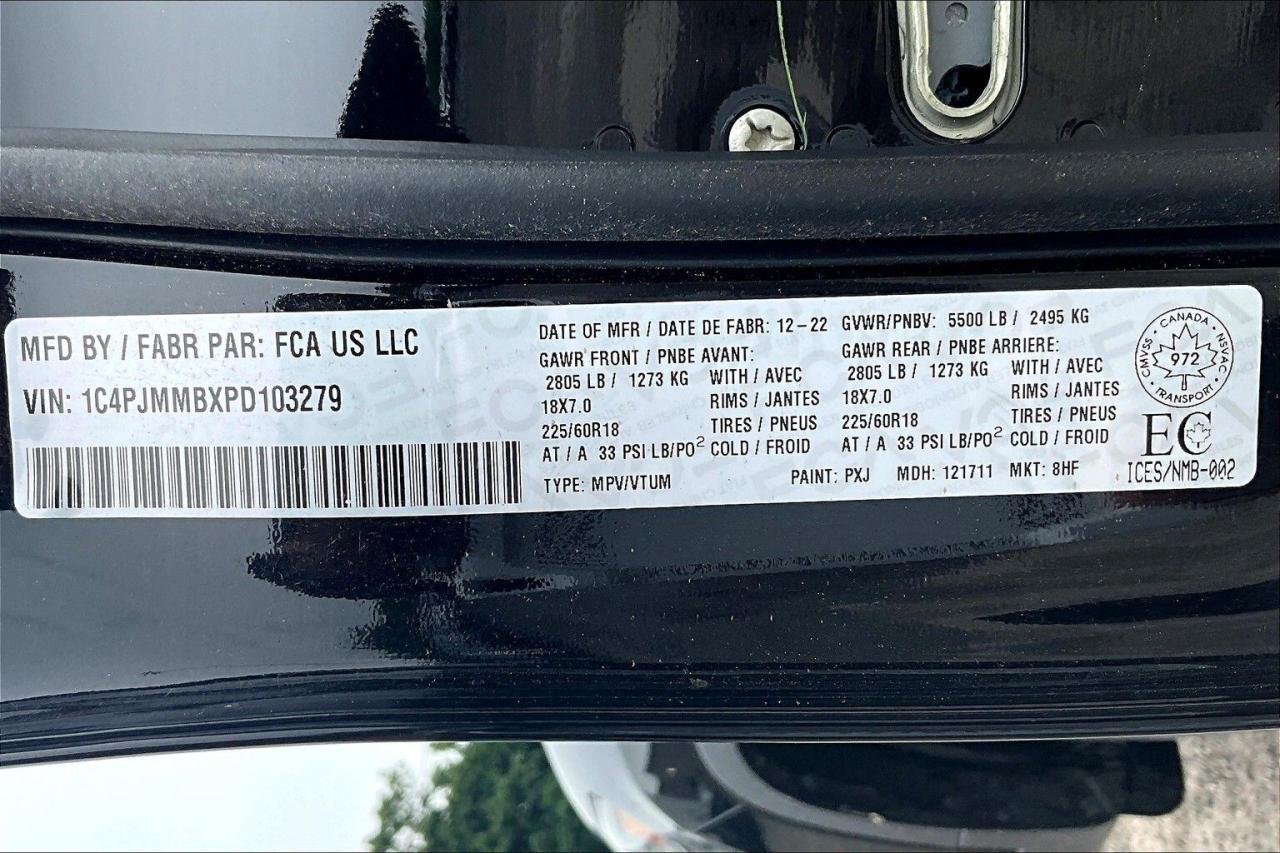 MFD BY / FABR PAR: FCA US LLC
VIN: 1C4PJMMBXPD103279
DATE OF MFR / DATE DE FABR: 12-22 GVWR/PNBV: 5500 LB / 2495 KG
GAWR FRONT / PNBE AVANT:
2805 LB / 1273 KG WITH / AVEC
18X7.0 RIMS / JANTES
225/60R18 TIRES / PNEUS
AT / A 33 PSI LB/PO² COLD / FROID
GAWR REAR / PNBE ARRIERE:
2805 LB / 1273 KG WITH / AVEC
18X7.0 RIMS / JANTES
225/60R18 TIRES / PNEUS
AT / A 33 PSI LB/PO² COLD / FROID
TYPE: MPV/VTUM PAINT: PXJ MDH: 121711 MKT: 8HF
CANADA
CMVSS NSVAC
972
TRANSPORT
EC
ICES/NMB-002